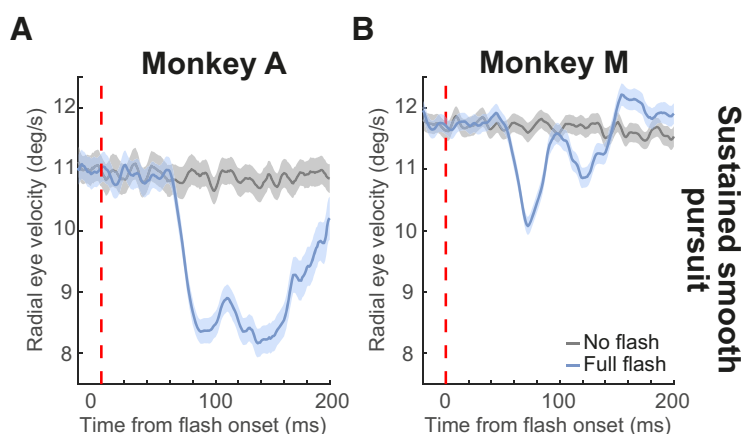 A
B
Monkey A
Monkey M
Radial eye velocity (deg/s)
12
11
10
9
8
0
100
200
Time from flash onset (ms)
Radial eye velocity (deg/s)
12
11
10
9
8
0
100
200
Time from flash onset (ms)
No flash
Full flash
Sustained smooth
pursuit